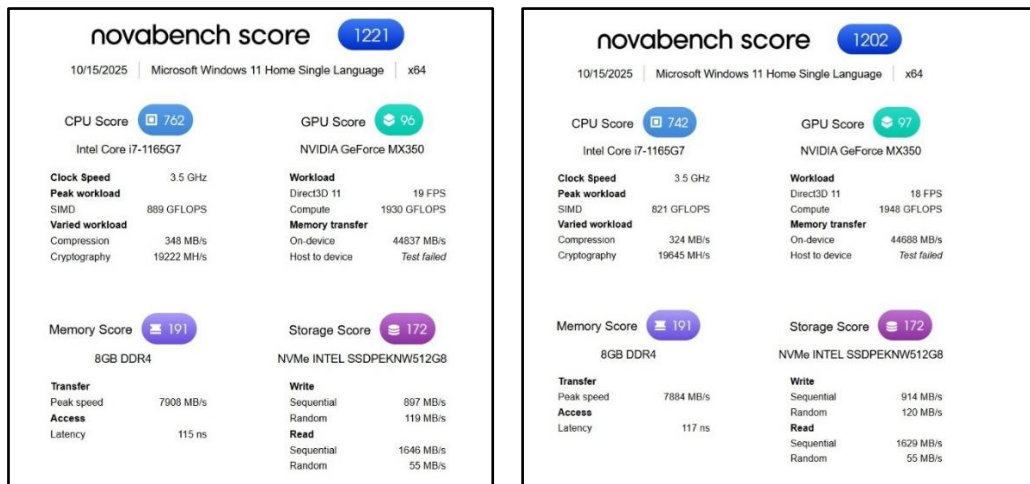 novabench score 1221
10/15/2025 Microsoft Windows 11 Home Single Language x64
CPU Score 762
Intel Core i7-1165G7
Clock Speed 3.5 GHz
Peak workload
SIMD 889 GFLOPS
Varied workload
Compression 348 MB/s
Cryptography 19222 MH/s
GPU Score 96
NVIDIA GeForce MX350
Workload
Direct3D 11 19 FPS
Compute 1930 GFLOPS
Memory transfer
On-device 44837 MB/s
Host to device Test failed
Memory Score 191
8GB DDR4
Transfer
Peak speed 7908 MB/s
Access
Latency 115 ns
Storage Score 172
NVMe INTEL SSDPEKNW512G8
Write
Sequential 897 MB/s
Random 119 MB/s
Read
Sequential 1646 MB/s
Random 55 MB/s
novabench score 1202
10/15/2025 Microsoft Windows 11 Home Single Language x64
CPU Score 742
Intel Core i7-1165G7
Clock Speed 3.5 GHz
Peak workload
SIMD 821 GFLOPS
Varied workload
Compression 324 MB/s
Cryptography 19645 MH/s
GPU Score 97
NVIDIA GeForce MX350
Workload
Direct3D 11 18 FPS
Compute 1948 GFLOPS
Memory transfer
On-device 44688 MB/s
Host to device Test failed
Memory Score 191
8GB DDR4
Transfer
Peak speed 7884 MB/s
Access
Latency 117 ns
Storage Score 172
NVMe INTEL SSDPEKNW512G8
Write
Sequential 914 MB/s
Random 120 MB/s
Read
Sequential 1629 MB/s
Random 55 MB/s